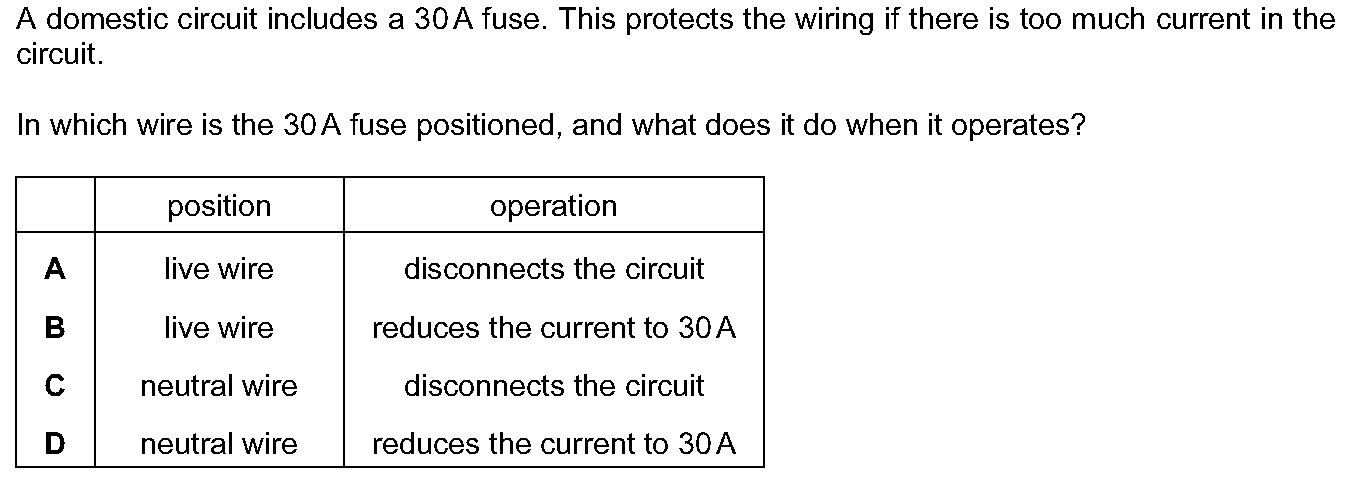 A domestic circuit includes a 30 A fuse. This protects the wiring if there is too much current in the
circuit.
In which wire is the 30 A fuse positioned, and what does it do when it operates?
position operation
A live wire disconnects the circuit
B live wire reduces the current to 30 A
C neutral wire disconnects the circuit
D neutral wire reduces the current to 30 A